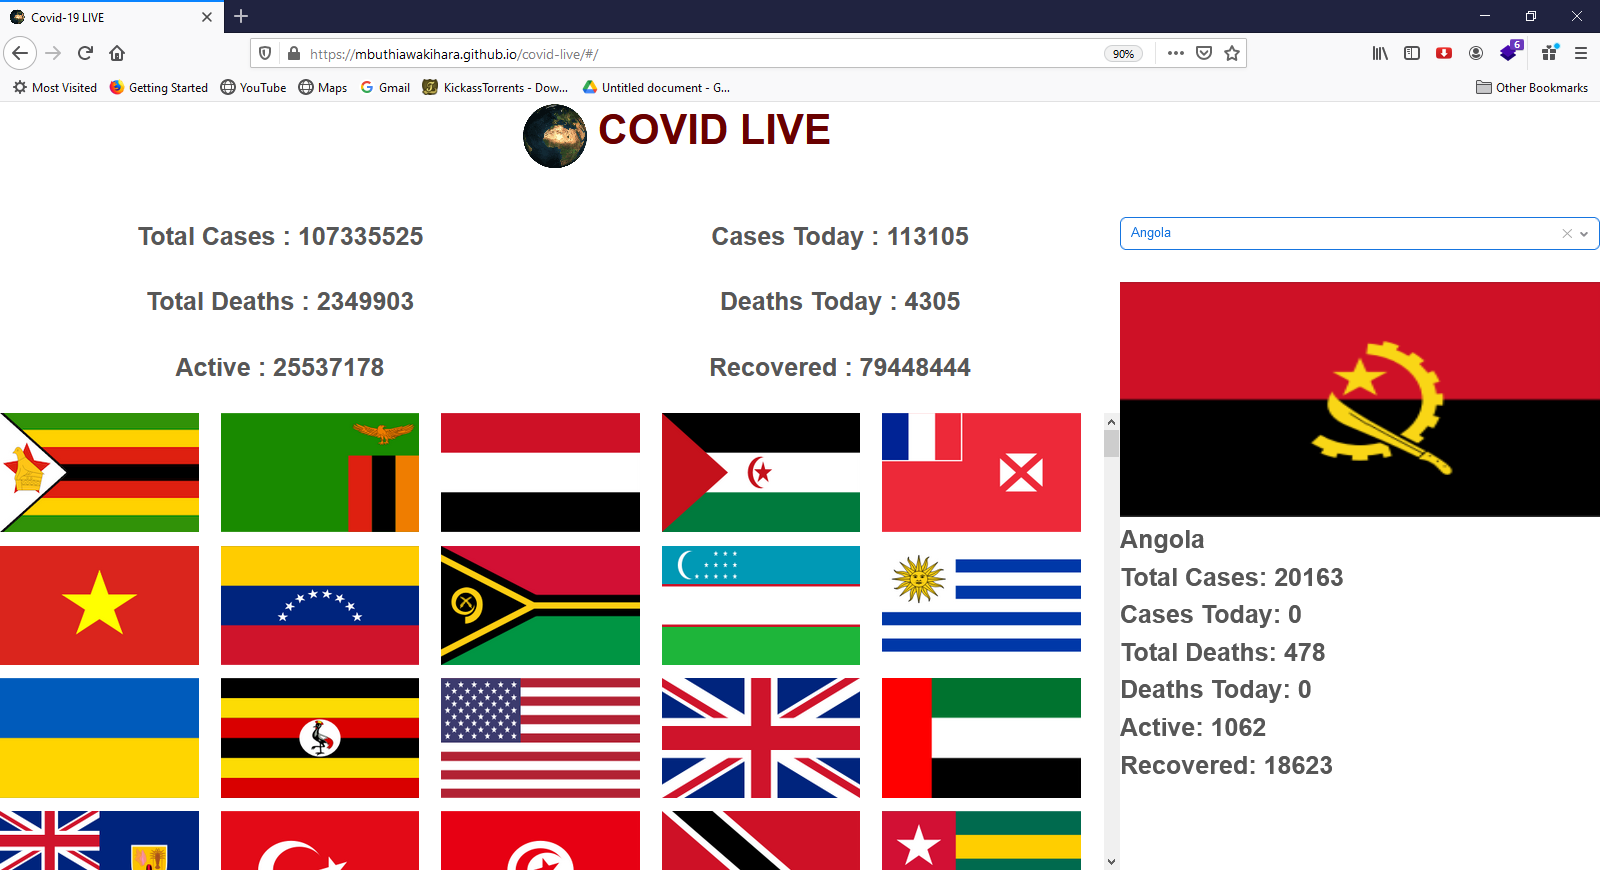 Covid-19 LIVE
https://mbuthiawakihara.github.io/covid-live/#/
90%
6
Most Visited
Getting Started
YouTube
Maps
Gmail
KickassTorrents - Dow...
Untitled document - G...
Other Bookmarks
COVID LIVE
Total Cases : 107335525
Cases Today : 113105
Total Deaths : 2349903
Deaths Today : 4305
Active : 25537178
Recovered : 79448444
Angola
Angola
Total Cases: 20163
Cases Today: 0
Total Deaths: 478
Deaths Today: 0
Active: 1062
Recovered: 18623